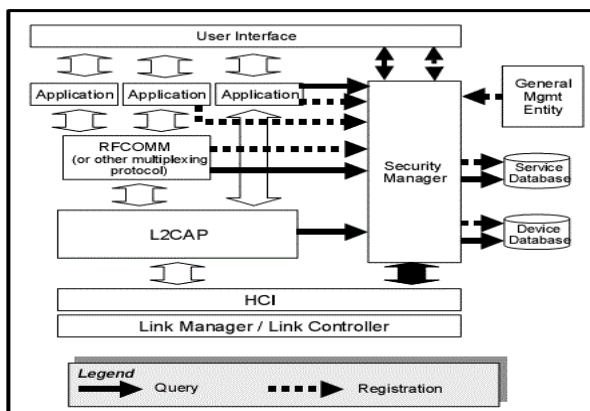 User Interface
Application
Application
Application
General
Mgmt
Entity
RFCOMM
(or other multiplexing
protocol)
Security
Manager
Service
Database
L2CAP
Device
Database
HCI
Link Manager / Link Controller
Legend
Query
Registration